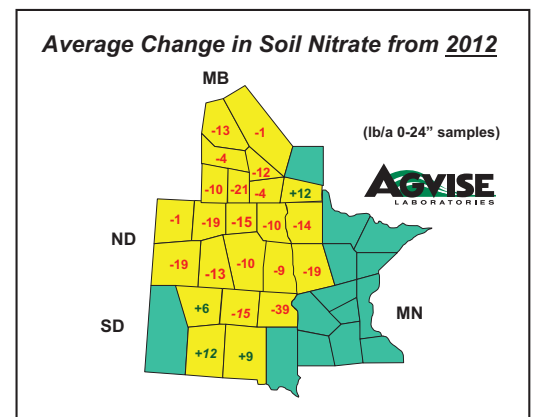 Average Change in Soil Nitrate from 2012
MB
(lb/a 0-24” samples)
-13
-1
-4
-12
-10
-21
-4
+12
AGVISE
LABORATORIES
-1
-19
-15
-10
-14
ND
-19
-13
-10
-9
-19
+6
-15
-39
SD
MN
+12
+9